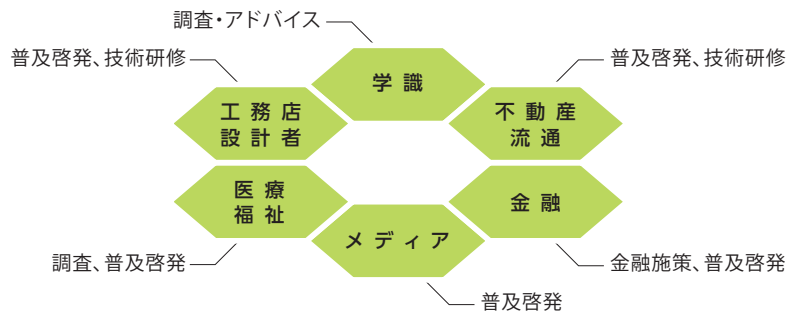 調査・アドバイス
普及啓発、技術研修
普及啓発、技術研修
学識
工務店
設計者
不動産
流通
医療
福祉
金融
メディア
調査、普及啓発
金融施策、普及啓発
普及啓発